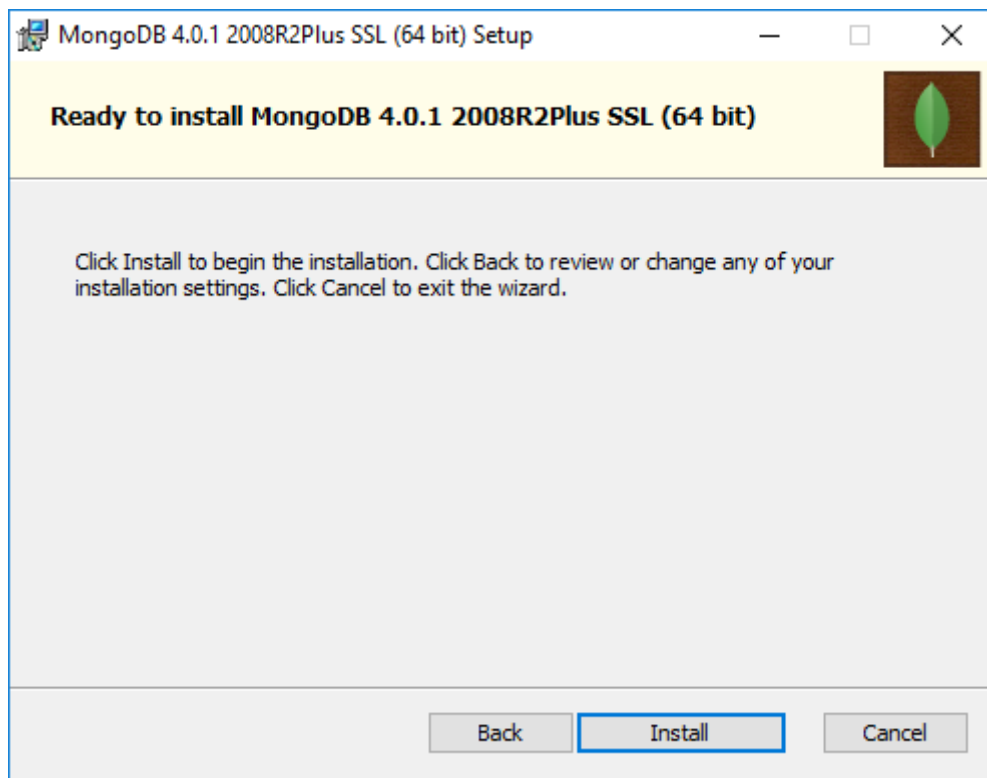 MongoDB 4.0.1 2008R2Plus SSL (64 bit) Setup
Ready to install MongoDB 4.0.1 2008R2Plus SSL (64 bit)
Click Install to begin the installation. Click Back to review or change any of your
installation settings. Click Cancel to exit the wizard.
Back Install Cancel